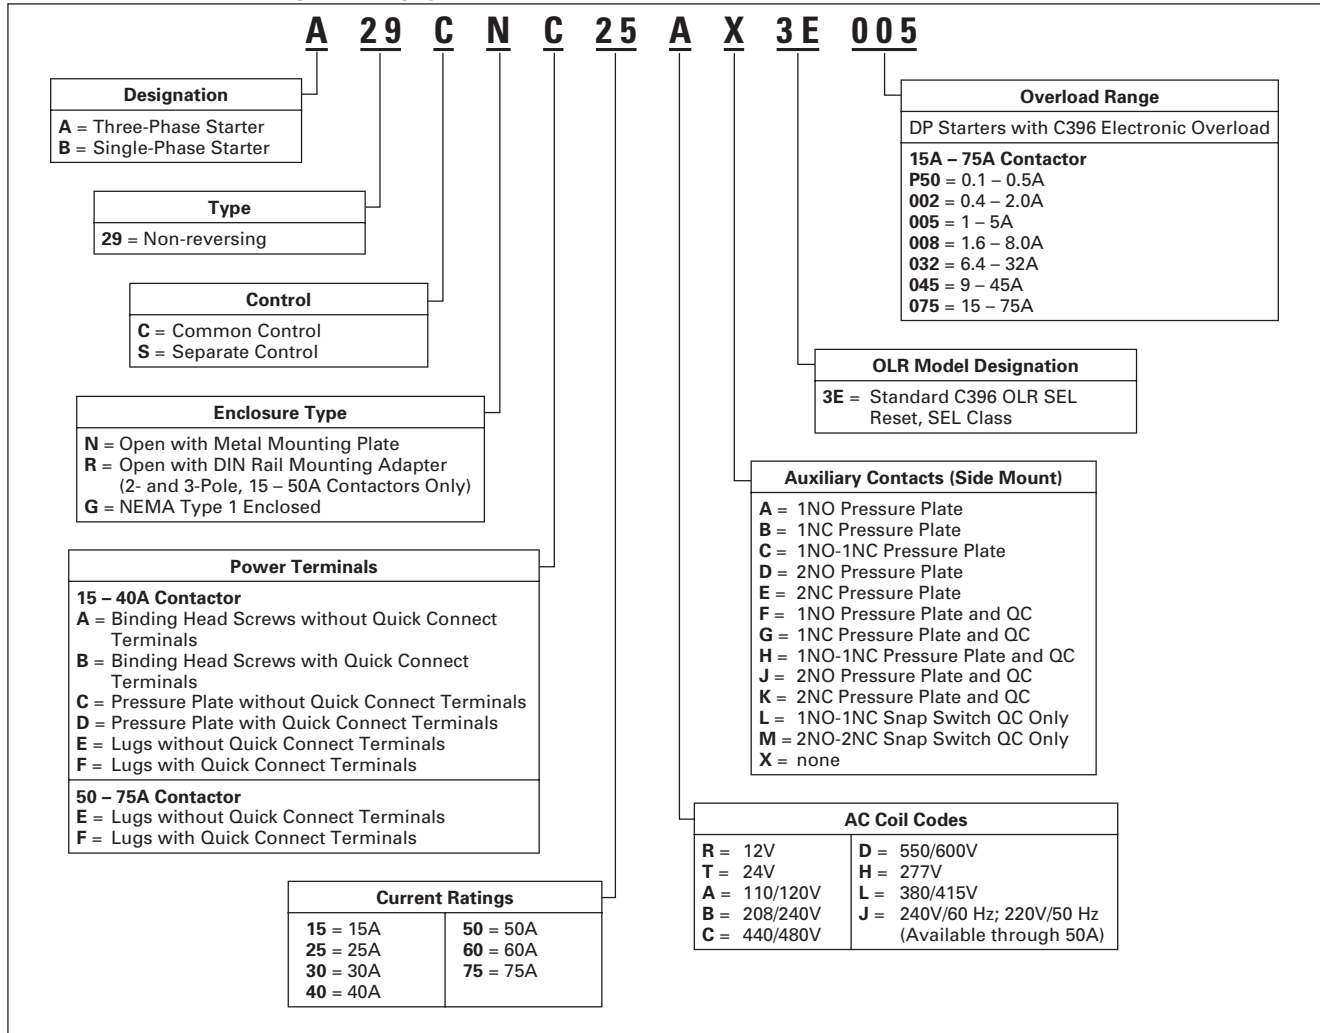 A 29 C N C 25 A X 3E 005
Designation
A = Three-Phase Starter
B = Single-Phase Starter
Type
29 = Non-reversing
Control
C = Common Control
S = Separate Control
Enclosure Type
N = Open with Metal Mounting Plate
R = Open with DIN Rail Mounting Adapter
(2- and 3-Pole, 15 – 50A Contactors Only)
G = NEMA Type 1 Enclosed
Power Terminals
15 – 40A Contactor
A = Binding Head Screws without Quick Connect
Terminals
B = Binding Head Screws with Quick Connect
Terminals
C = Pressure Plate without Quick Connect Terminals
D = Pressure Plate with Quick Connect Terminals
E = Lugs without Quick Connect Terminals
F = Lugs with Quick Connect Terminals
50 – 75A Contactor
E = Lugs without Quick Connect Terminals
F = Lugs with Quick Connect Terminals
Current Ratings
15 = 15A
25 = 25A
30 = 30A
40 = 40A
50 = 50A
60 = 60A
75 = 75A
Overload Range
DP Starters with C396 Electronic Overload
15A – 75A Contactor
P50 = 0.1 – 0.5A
002 = 0.4 – 2.0A
005 = 1 – 5A
008 = 1.6 – 8.0A
032 = 6.4 – 32A
045 = 9 – 45A
075 = 15 – 75A
OLR Model Designation
3E = Standard C396 OLR SEL
Reset, SEL Class
Auxiliary Contacts (Side Mount)
A = 1NO Pressure Plate
B = 1NC Pressure Plate
C = 1NO-1NC Pressure Plate
D = 2NO Pressure Plate
E = 2NC Pressure Plate
F = 1NO Pressure Plate and QC
G = 1NC Pressure Plate and QC
H = 1NO-1NC Pressure Plate and QC
J = 2NO Pressure Plate and QC
K = 2NC Pressure Plate and QC
L = 1NO-1NC Snap Switch QC Only
M = 2NO-2NC Snap Switch QC Only
X = none
AC Coil Codes
R = 12V
T = 24V
A = 110/120V
B = 208/240V
C = 440/480V
D = 550/600V
H = 277V
L = 380/415V
J = 240V/60 Hz; 220V/50 Hz
(Available through 50A)